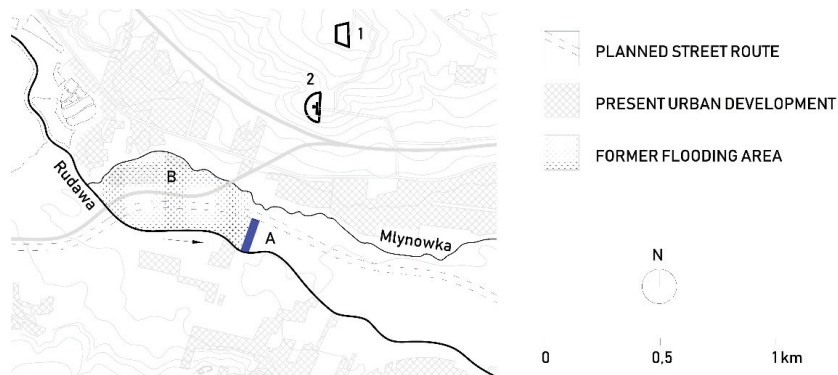 1
2
B
Rudawa
A
Mlynowka
PLANNED STREET ROUTE
PRESENT URBAN DEVELOPMENT
FORMER FLOODING AREA
N
0 0,5 1 km